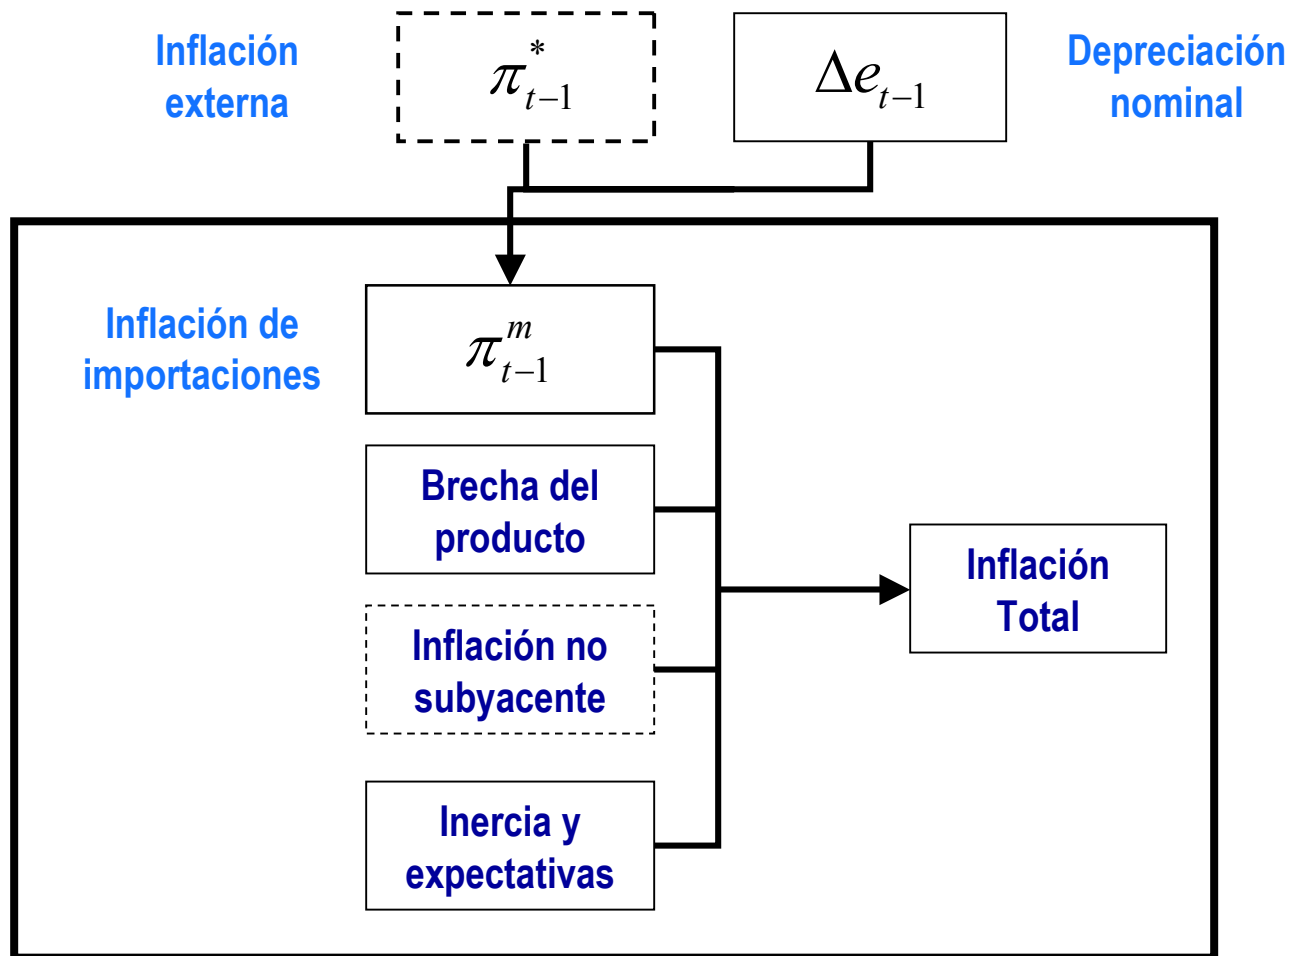 Inflación
externa
π*t−1
Δet−1
Depreciación
nominal
Inflación de
importaciones
πmt−1
Brecha del
producto
Inflación no
subyacente
Inercia y
expectativas
Inflación
Total